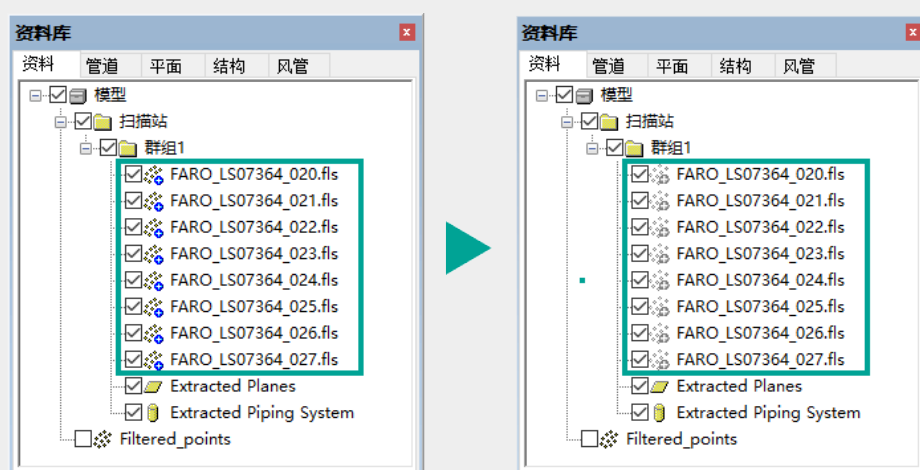 资料库
资料 管道 平面 结构 风管
模型
扫描站
群组1
FARO_LS07364_020.fls
FARO_LS07364_021.fls
FARO_LS07364_022.fls
FARO_LS07364_023.fls
FARO_LS07364_024.fls
FARO_LS07364_025.fls
FARO_LS07364_026.fls
FARO_LS07364_027.fls
Extracted Planes
Extracted Piping System
Filtered_points
资料库
资料 管道 平面 结构 风管
模型
扫描站
群组1
FARO_LS07364_020.fls
FARO_LS07364_021.fls
FARO_LS07364_022.fls
FARO_LS07364_023.fls
FARO_LS07364_024.fls
FARO_LS07364_025.fls
FARO_LS07364_026.fls
FARO_LS07364_027.fls
Extracted Planes
Extracted Piping System
Filtered_points